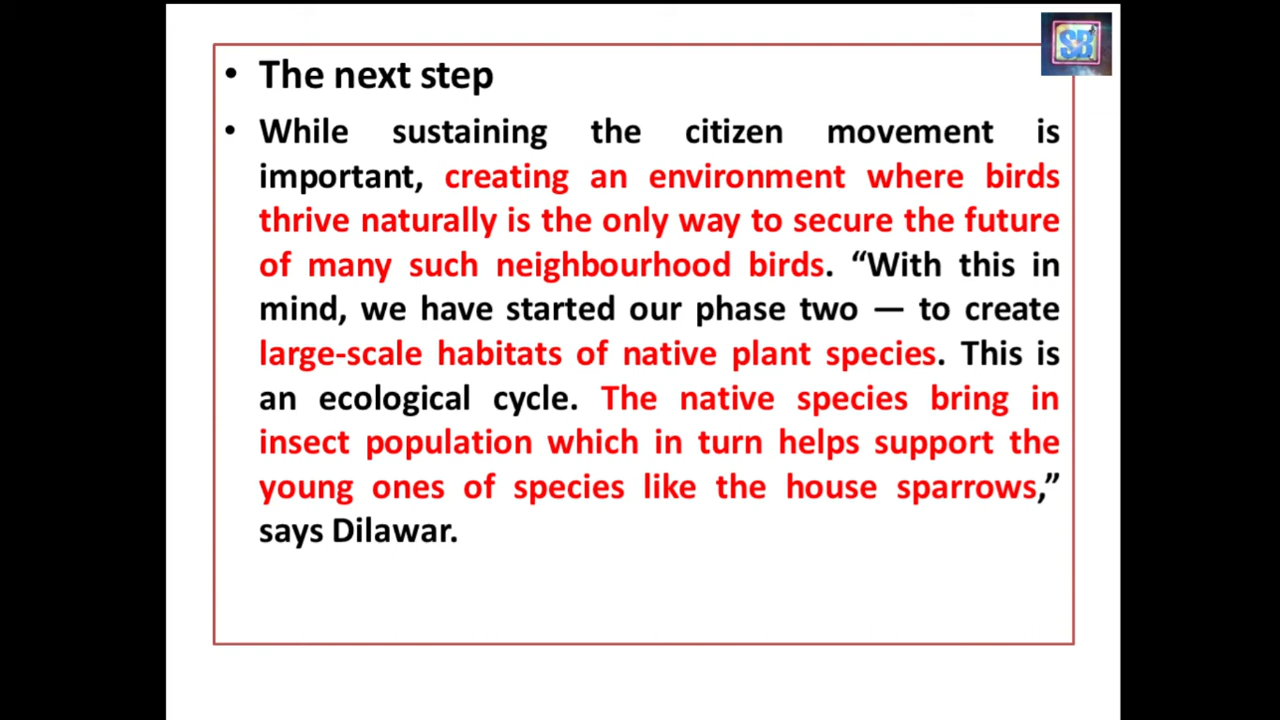 SB
• The next step
• While sustaining the citizen movement is
important, creating an environment where birds
thrive naturally is the only way to secure the future
of many such neighbourhood birds. “With this in
mind, we have started our phase two — to create
large-scale habitats of native plant species. This is
an ecological cycle. The native species bring in
insect population which in turn helps support the
young ones of species like the house sparrows,”
says Dilawar.